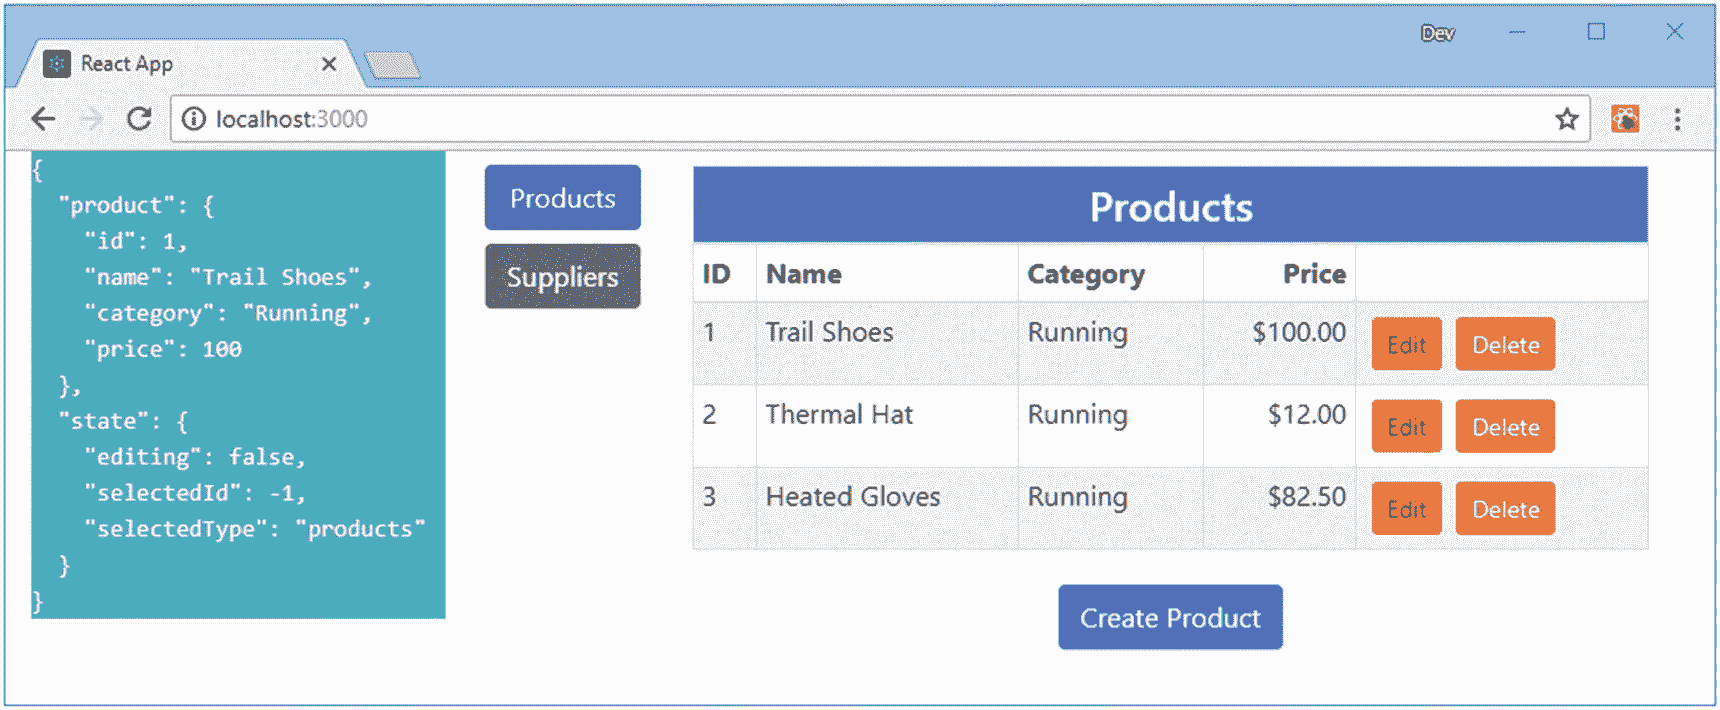 Dev
React App
localhost:3000
{
  "product": {
    "id": 1,
    "name": "Trail Shoes",
    "category": "Running",
    "price": 100
  },
  "state": {
    "editing": false,
    "selectedId": -1,
    "selectedType": "products"
  }
}
Products
Suppliers
Products
ID Name Category Price
1 Trail Shoes Running $100.00 Edit Delete
2 Thermal Hat Running $12.00 Edit Delete
3 Heated Gloves Running $82.50 Edit Delete
Create Product